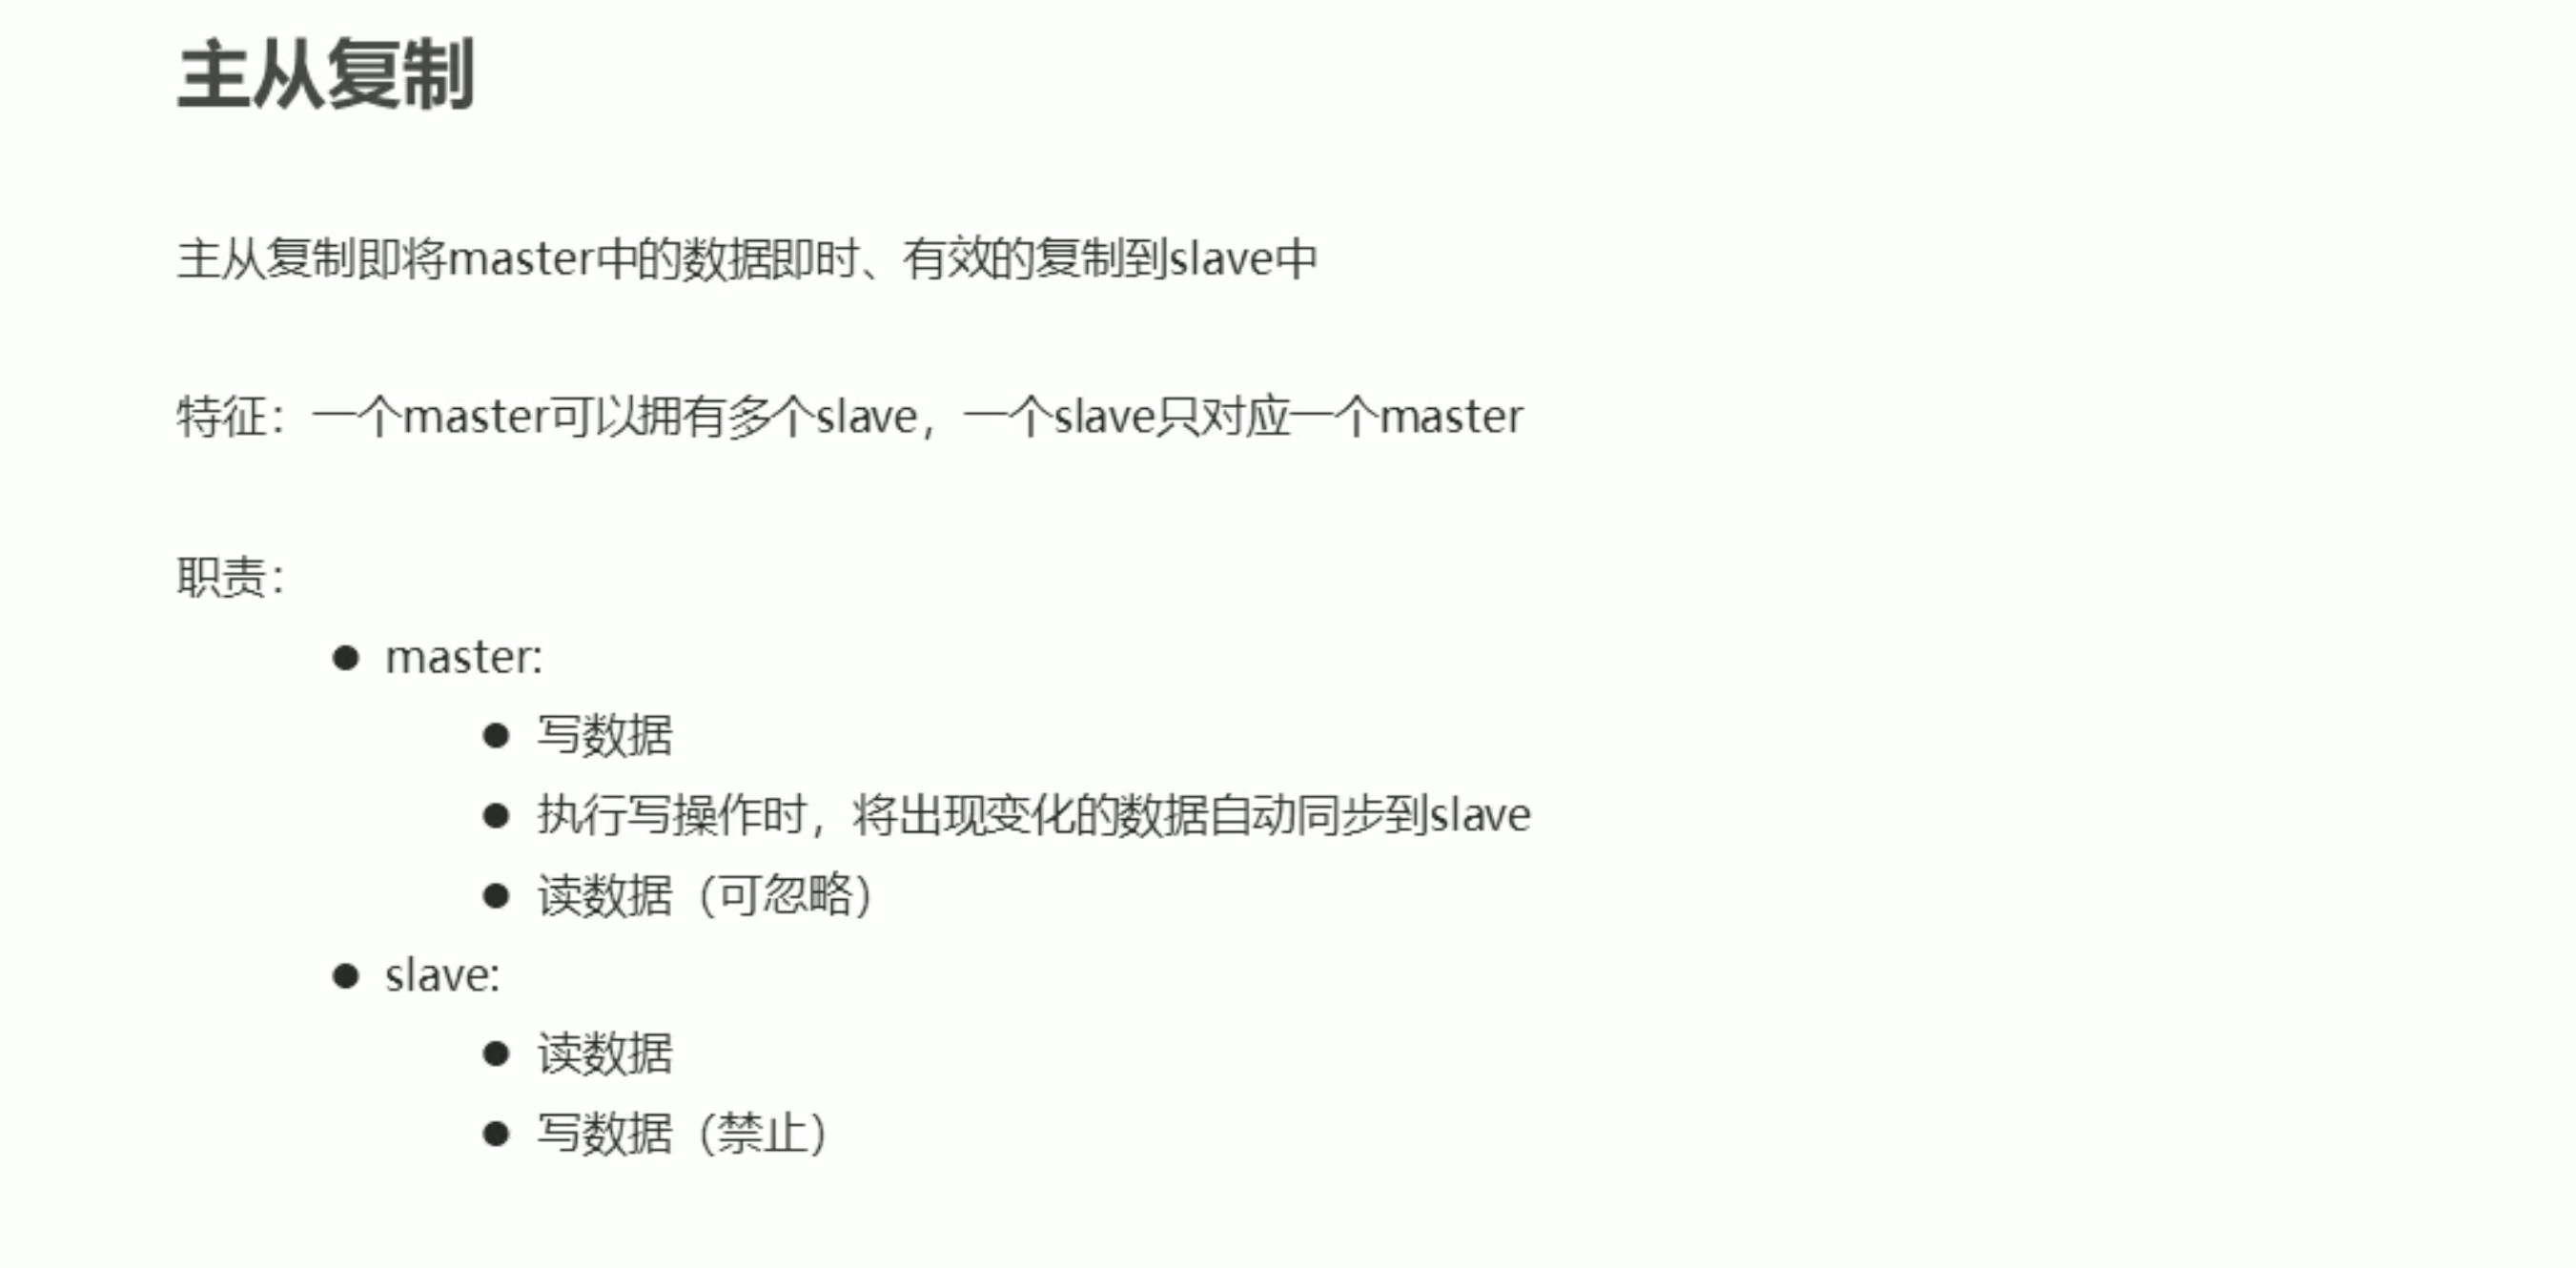 主从复制
主从复制即将master中的数据即时、有效的复制到slave中
特征：一个master可以拥有多个slave，一个slave只对应一个master
职责：
● master:
● 写数据
● 执行写操作时，将出现变化的数据自动同步到slave
● 读数据（可忽略）
● slave:
● 读数据
● 写数据（禁止）